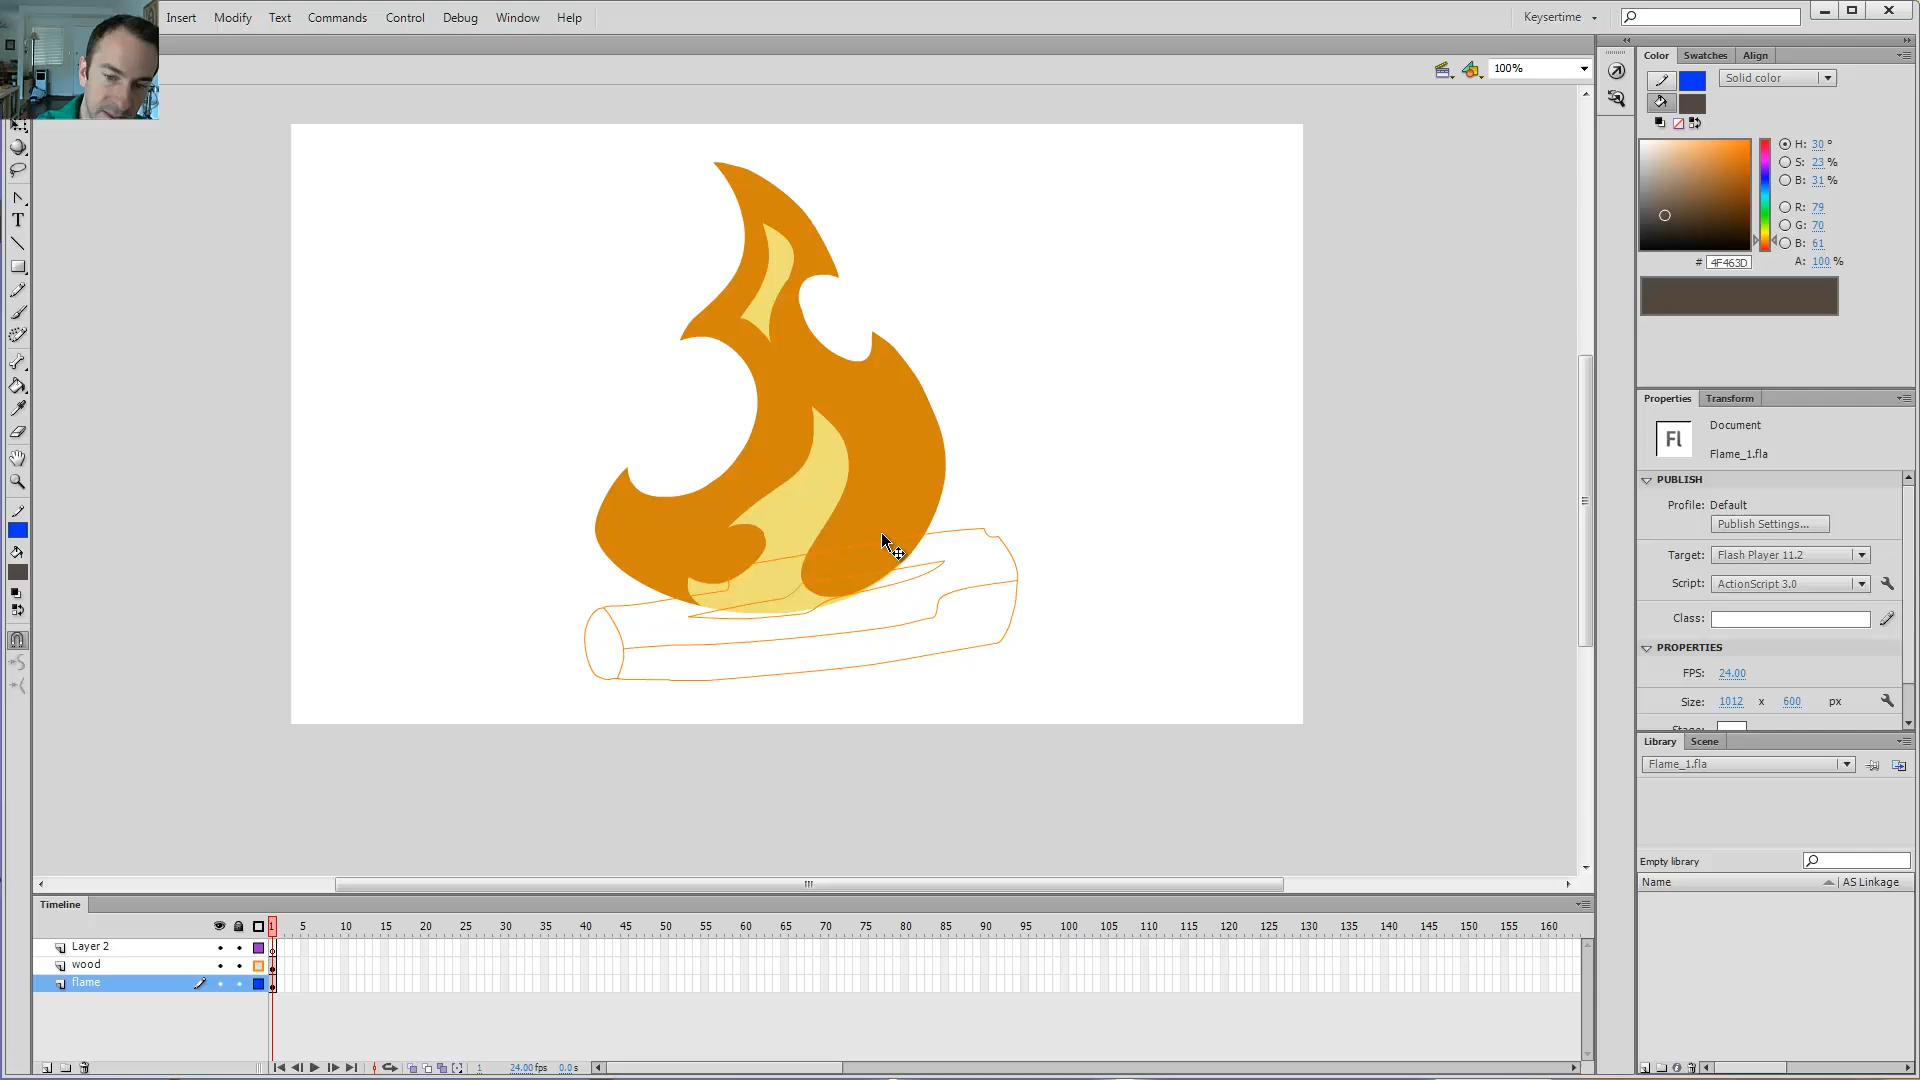 Insert Modify Text Commands Control Debug Window Help Keysertime
100%
Color Swatches Align
Solid color
H: 30 °
S: 23 %
B: 31 %
R: 79
G: 70
B: 61
# 4F463D A: 100 %
T
Properties Transform
Fl Document
Flame_1.fla
PUBLISH
Profile: Default
Publish Settings...
Target: Flash Player 11.2
Script: ActionScript 3.0
Class:
PROPERTIES
FPS: 24.00
Size: 1012 x 600 px
Library Scene
Flame_1.fla
Empty library
Name AS Linkage
Timeline
1 5 10 15 20 25 30 35 40 45 50 55 60 65 70 75 80 85 90 95 100 105 110 115 120 125 130 135 140 145 150 155 160
Layer 2
wood
flame
1 24.00 fps 0.0 s